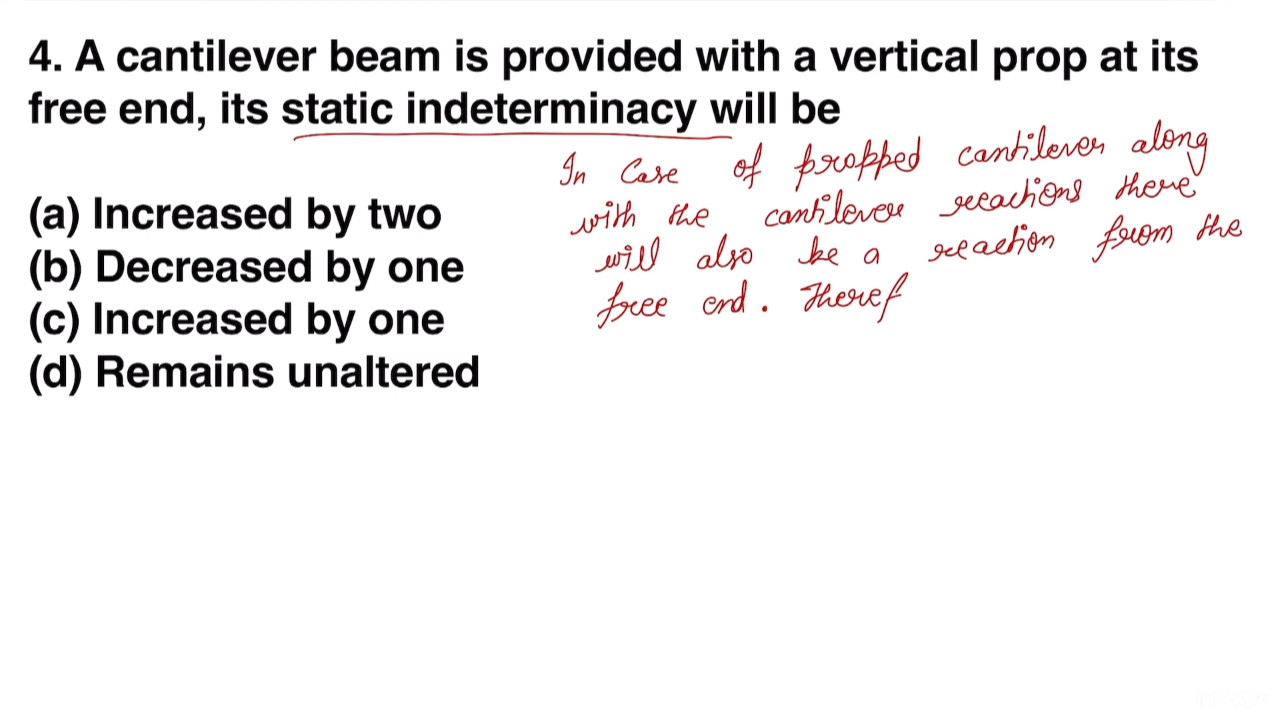 4. A cantilever beam is provided with a vertical prop at its
free end, its static indeterminacy will be
(a) Increased by two
(b) Decreased by one
(c) Increased by one
(d) Remains unaltered
In Case of propped cantilever along
with the cantilever reactions there
will also be a reaction from the
free end. Theref